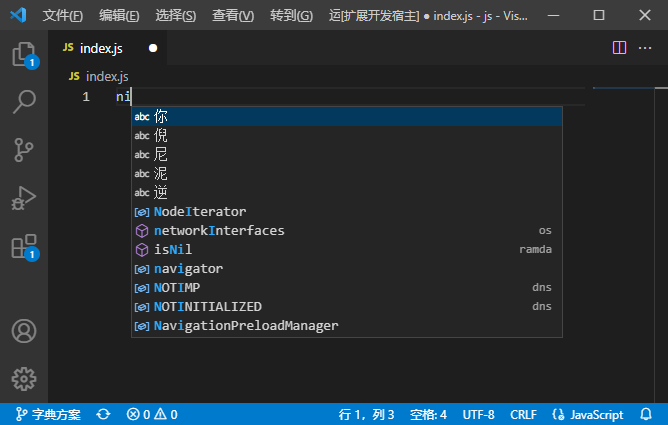 文件(F) 编辑(E) 选择(S) 查看(V) 转到(G) 运[扩展开发宿主] ● index.js - js - Vis...
JS index.js ●
JS index.js
1 ni
abc 你
abc 倪
abc 尼
abc 泥
abc 逆
NodeIterator
networkInterfaces os
isNil ramda
navigator
NOTIMP dns
NOTINITIALIZED dns
NavigationPreloadManager
1
1
字典方案 0 0 行 1，列 3 空格: 4 UTF-8 CRLF JavaScript